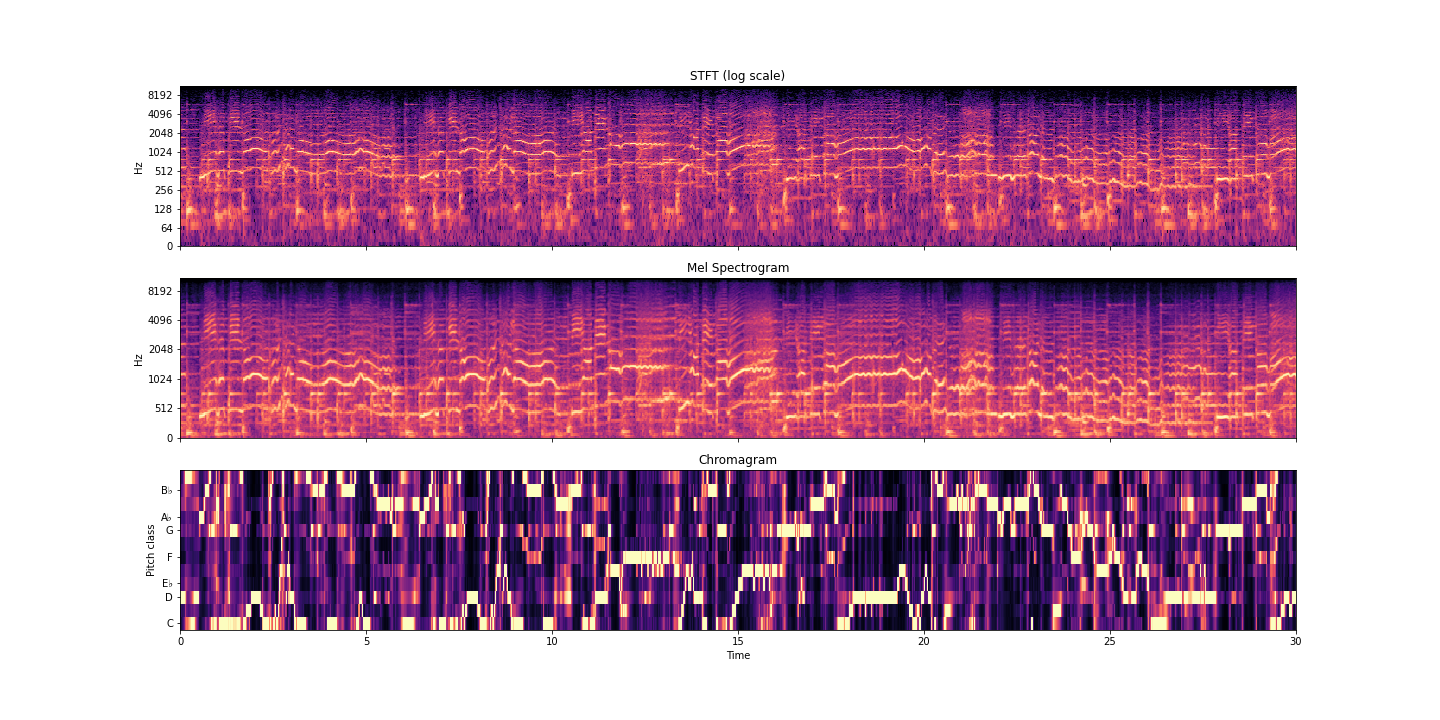 STFT (log scale)
8192
4096
2048
1024
512
256
128
64
0
Hz
Mel Spectrogram
8192
4096
2048
1024
512
0
Hz
Chromagram
B♭
A♭
G
F
E♭
D
C
Pitch class
0 5 10 15 20 25 30
Time